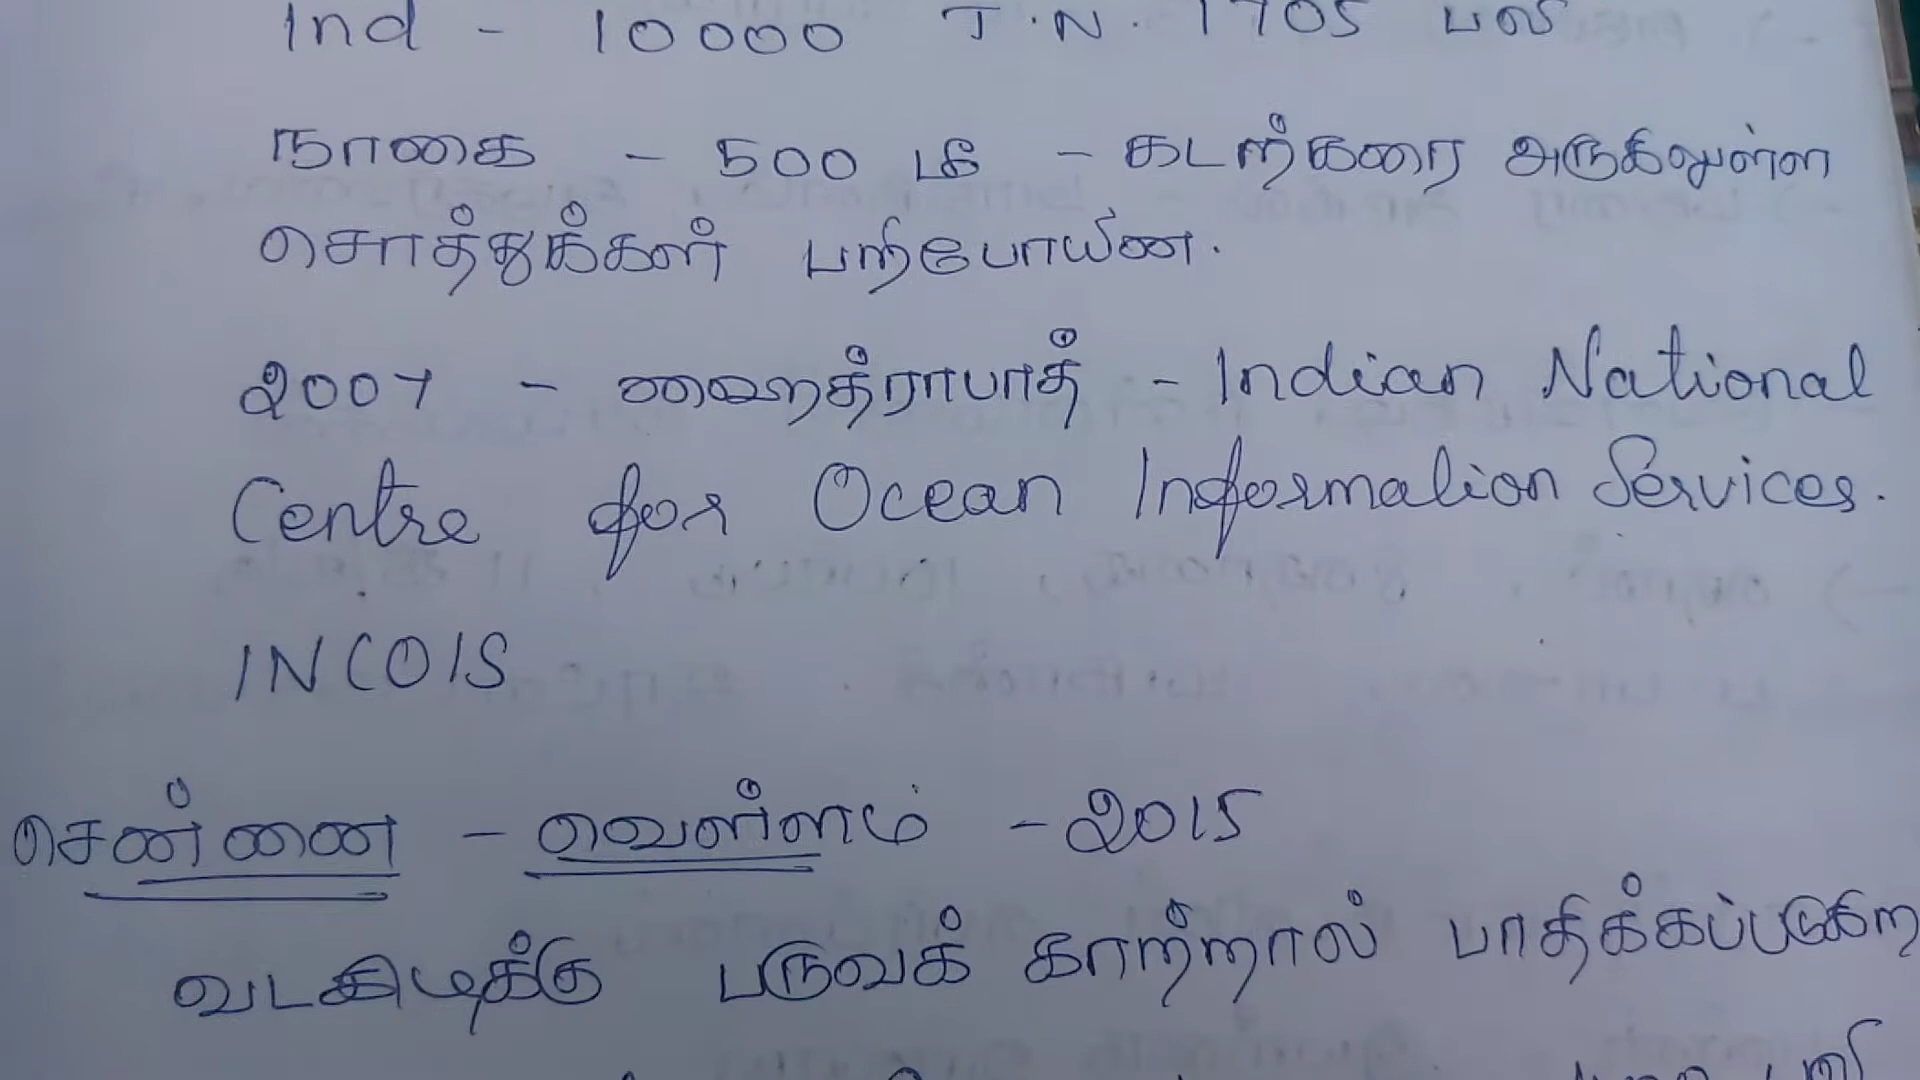 Ind - 10000 T.N. 1705 பலி
நாகை - 500 மீ - கடற்கரை அருகிலுள்ள
சொத்துக்கள் பறிபோயின.
2007 - ஹைத்ராபாத் - Indian National
Centre for Ocean Information Services.
INCOIS
சென்னை - வெள்ளம் - 2015
வடகிழக்கு பருவக் காற்றால் பாதிக்கப்படுகிற